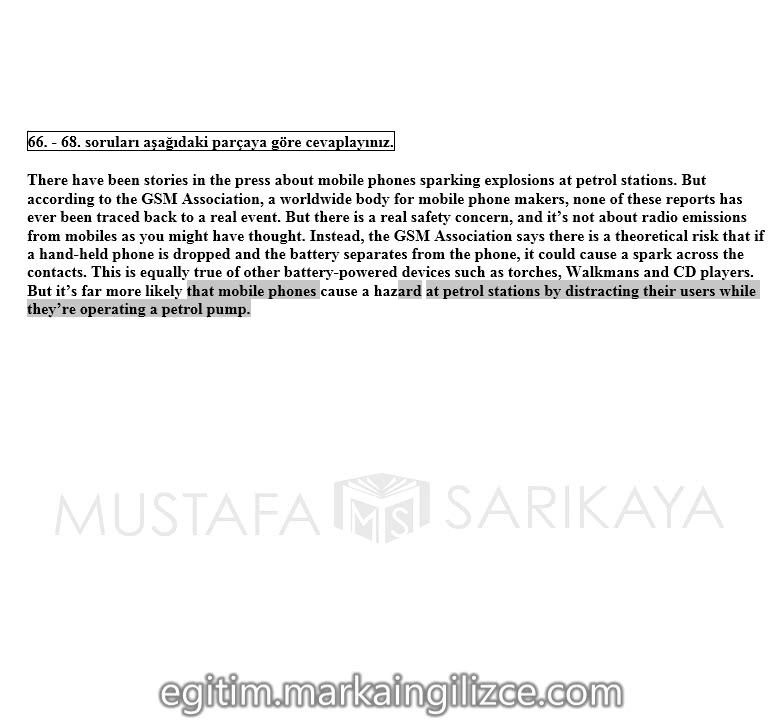 66. - 68. soruları aşağıdaki parçaya göre cevaplayınız.
There have been stories in the press about mobile phones sparking explosions at petrol stations. But
according to the GSM Association, a worldwide body for mobile phone makers, none of these reports has
ever been traced back to a real event. But there is a real safety concern, and it’s not about radio emissions
from mobiles as you might have thought. Instead, the GSM Association says there is a theoretical risk that if
a hand-held phone is dropped and the battery separates from the phone, it could cause a spark across the
contacts. This is equally true of other battery-powered devices such as torches, Walkmans and CD players.
But it’s far more likely that mobile phones cause a hazard at petrol stations by distracting their users while
they’re operating a petrol pump.
MUSTAFA MS SARIKAYA
egitim.markaingilizce.com